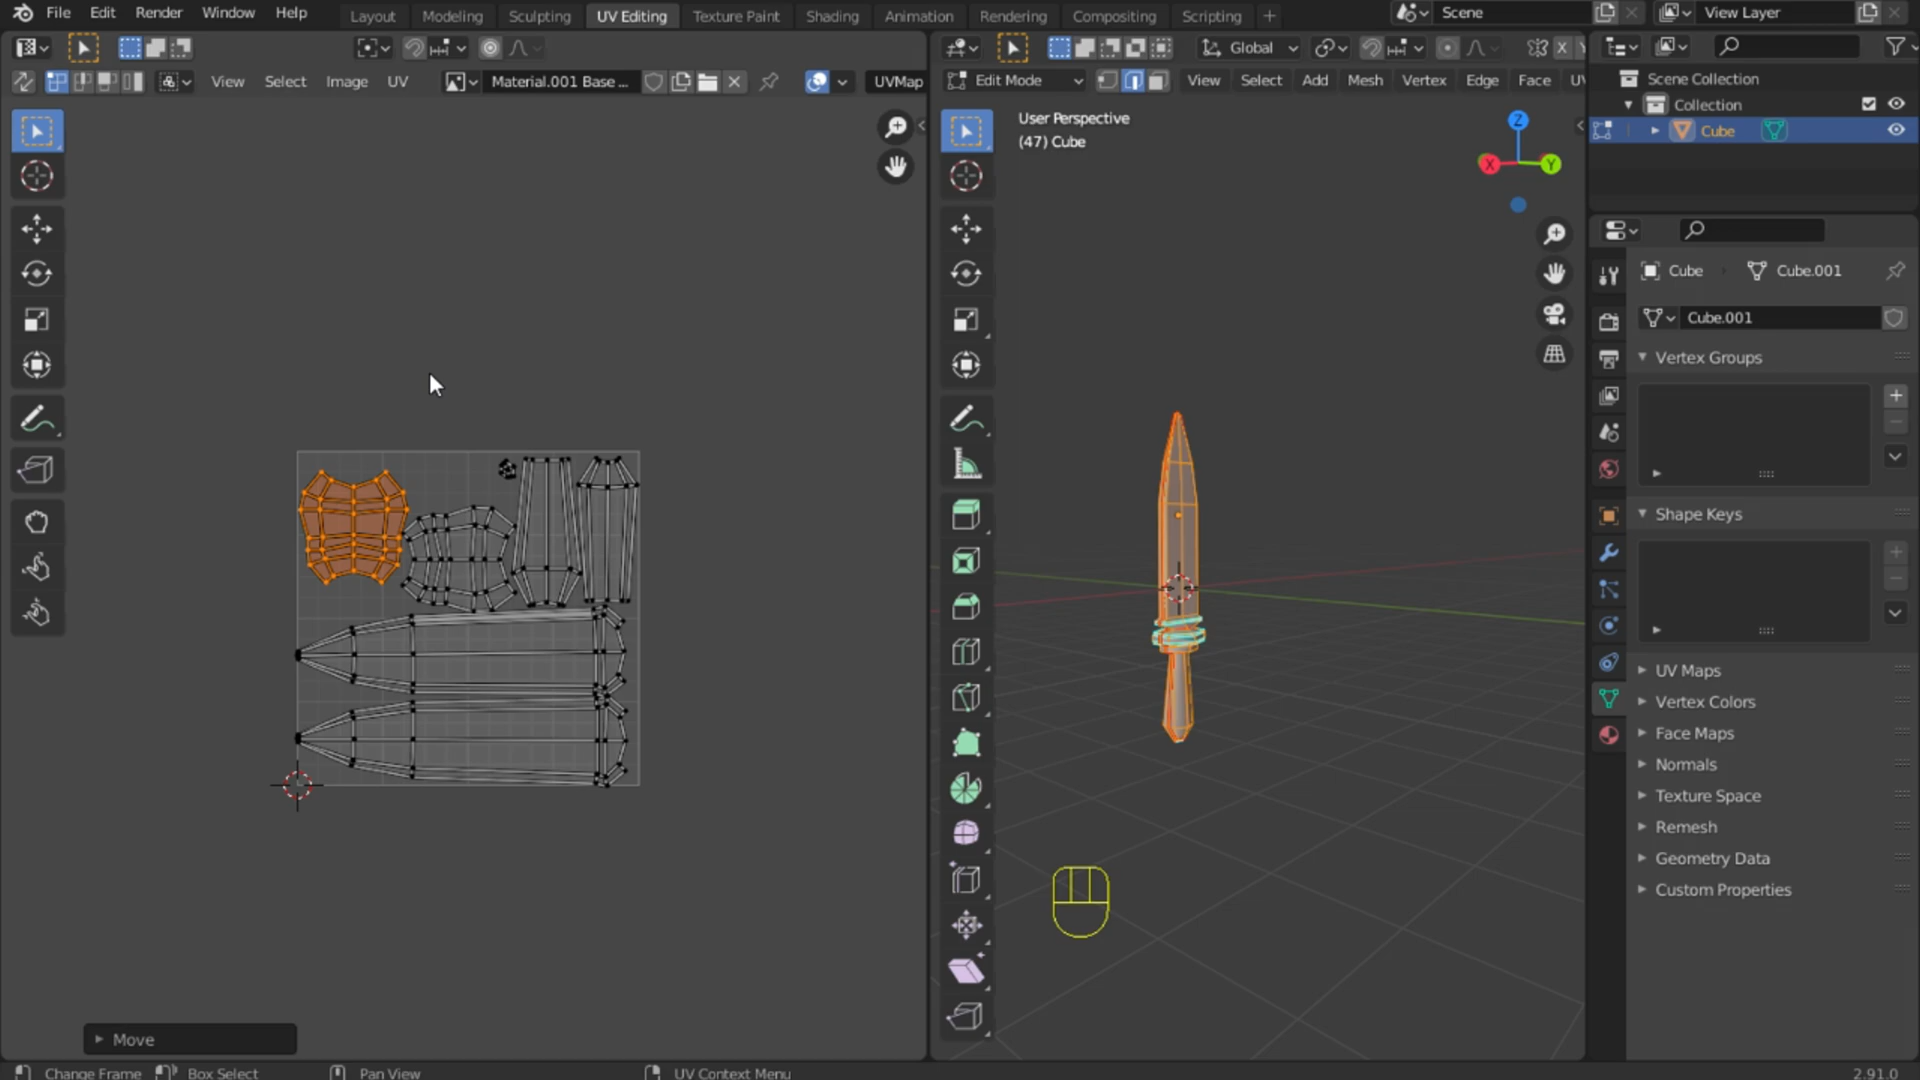 File Edit Render Window Help Layout Modeling Sculpting UV Editing Texture Paint Shading Animation Rendering Compositing Scripting + Scene View Layer
Global
View Select Image UV Material.001 Base ... UVMap
Edit Mode View Select Add Mesh Vertex Edge Face UV
Scene Collection
Collection
Cube
User Perspective
(47) Cube
Z
X
Y
Cube Cube.001
Cube.001
Vertex Groups
Shape Keys
UV Maps
Vertex Colors
Face Maps
Normals
Texture Space
Remesh
Geometry Data
Custom Properties
Move
Change Frame Box Select Pan View UV Context Menu 2.91.0